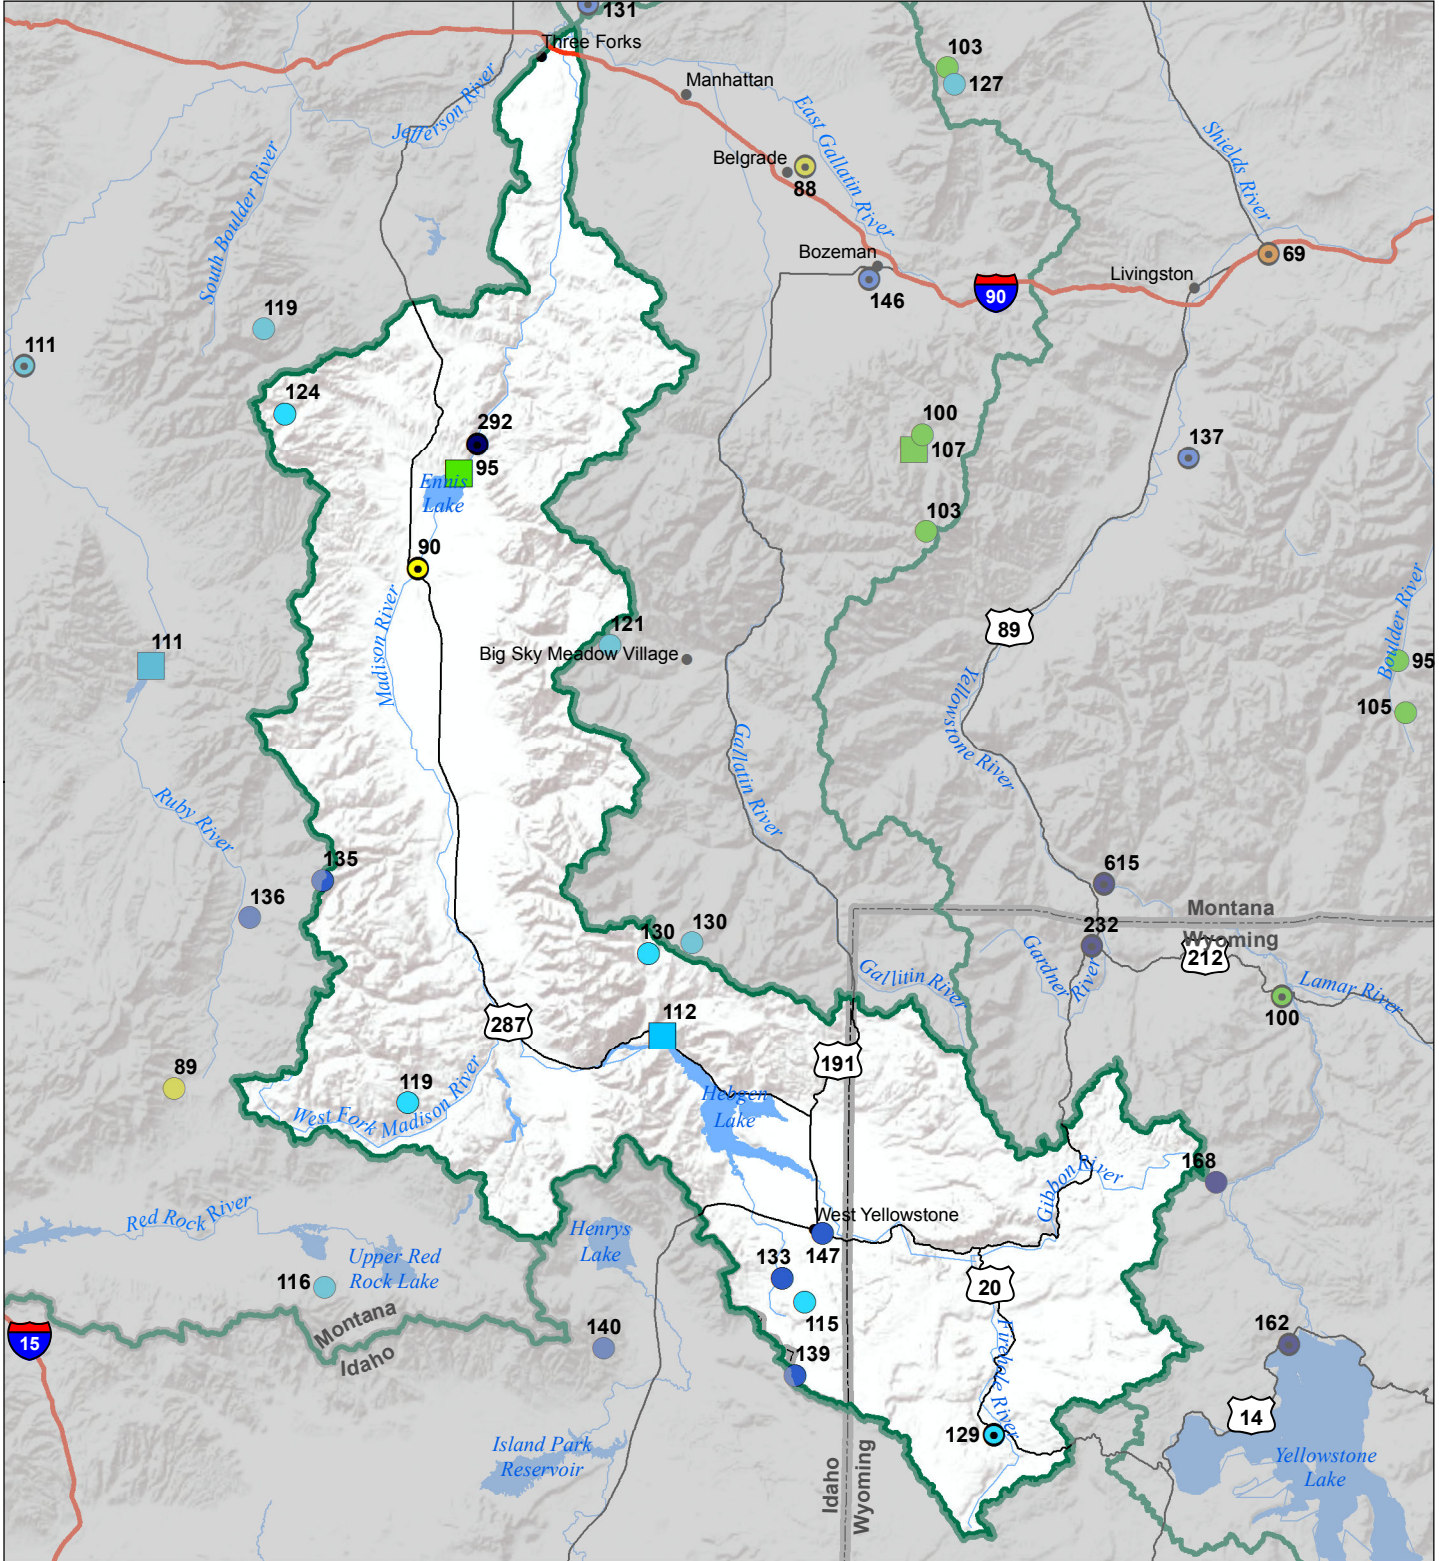 131
Three Forks
103
127
Manhattan
Jefferson River
East Gallatin River
Shields River
Belgrade
88
South Boulder River
Bozeman
146
90
Livingston
69
119
111
124
292
95
Ennis
Lake
100
107
137
103
90
Madison River
121
Big Sky Meadow Village
89
Boulder River
95
105
111
Yellowstone River
Gallatin River
Ruby River
135
136
615
Montana
Wyoming
232
212
130
130
Gallitin River
Gardner
River
Lamar River
100
112
287
191
89
119
West Fork Madison River
Hebgen
Lake
Gibbon River
168
Red Rock River
Henrys
Lake
West Yellowstone
147
133
Upper Red
Rock Lake
116
20
115
Montana
Idaho
15
140
139
Firehole River
162
14
129
Island Park
Reservoir
Idaho
Wyoming
Yellowstone
Lake